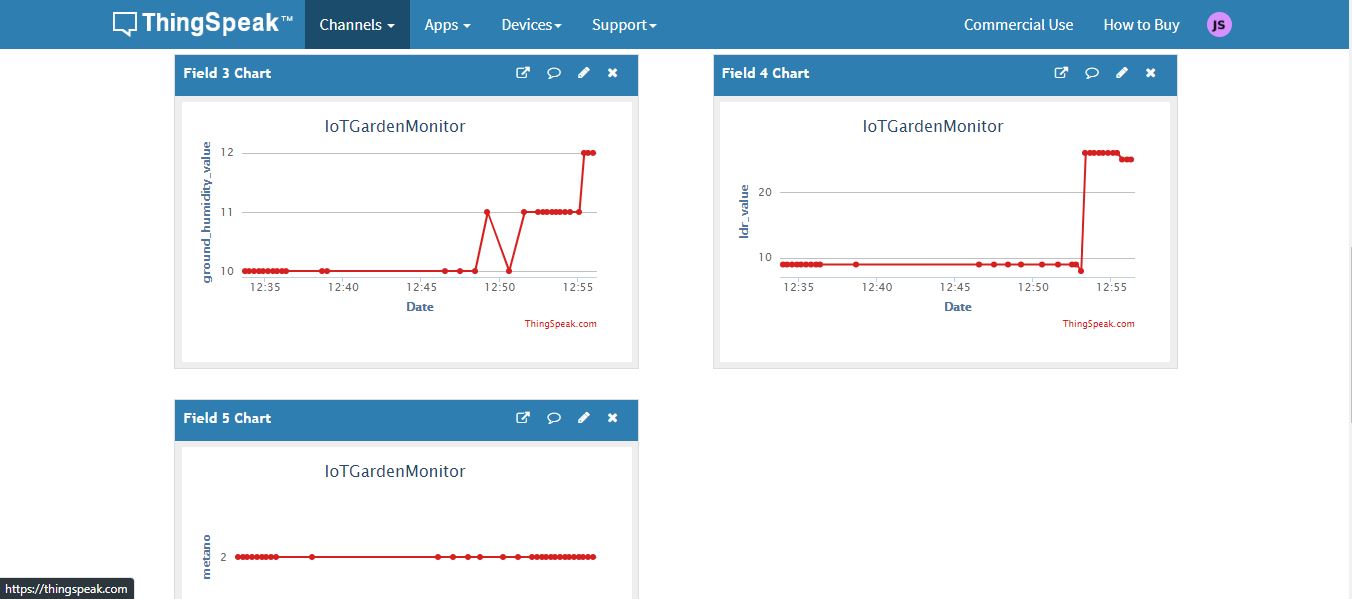 ThingSpeak™ Channels Apps Devices Support Commercial Use How to Buy JS
Field 3 Chart
IoTGardenMonitor
ground_humidity_value
12
11
10
12:35 12:40 12:45 12:50 12:55
Date
ThingSpeak.com
Field 4 Chart
IoTGardenMonitor
ldr_value
20
10
12:35 12:40 12:45 12:50 12:55
Date
ThingSpeak.com
Field 5 Chart
IoTGardenMonitor
metano
2
https://thingspeak.com